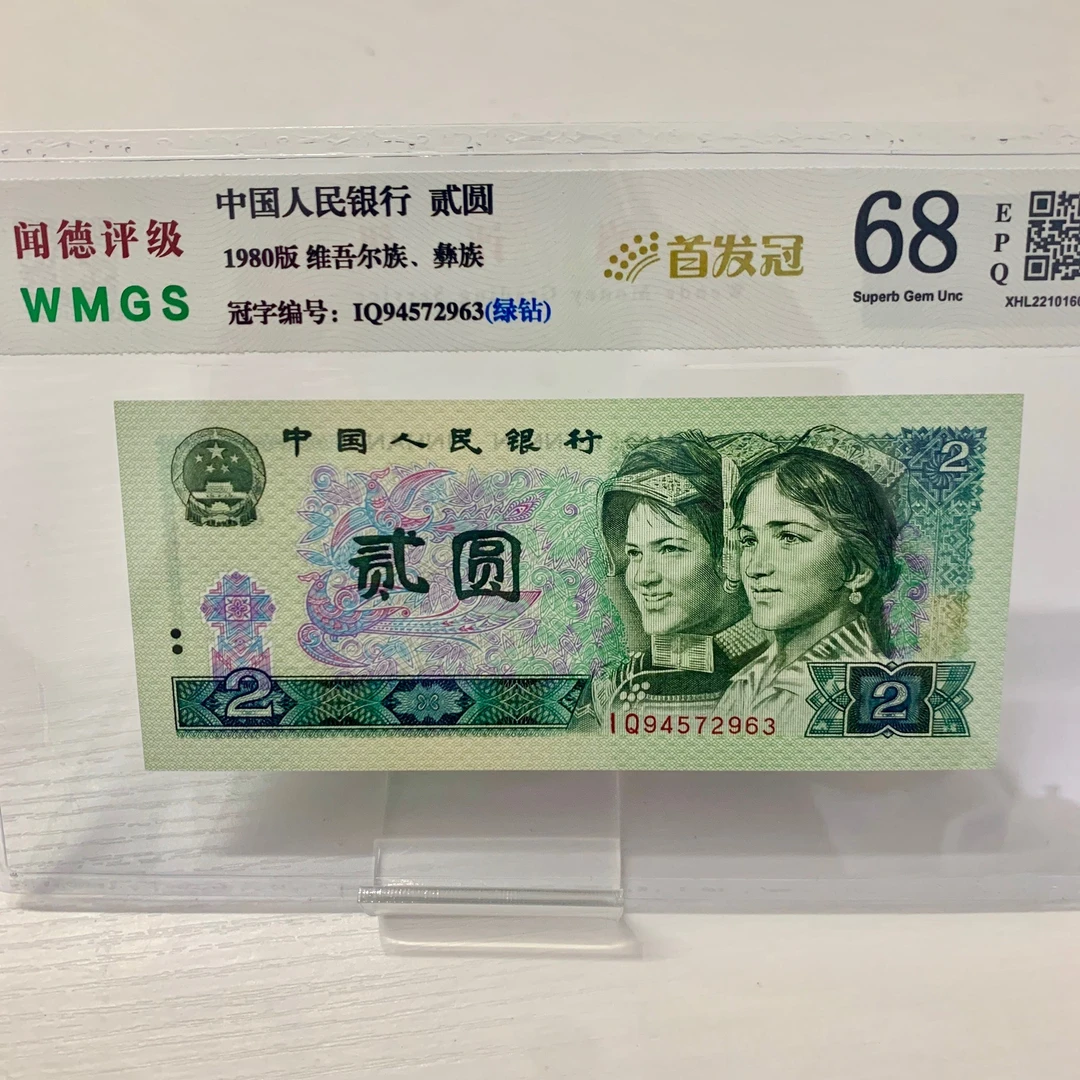 闻德评级
WMGS
中国人民银行 贰圆
1980版 维吾尔族、彝族
冠字编号：IQ94572963(绿钻)
首发冠
68
Superb Gem Unc
EPQ
中国人民银行
2
贰圆
2
IQ94572963
2